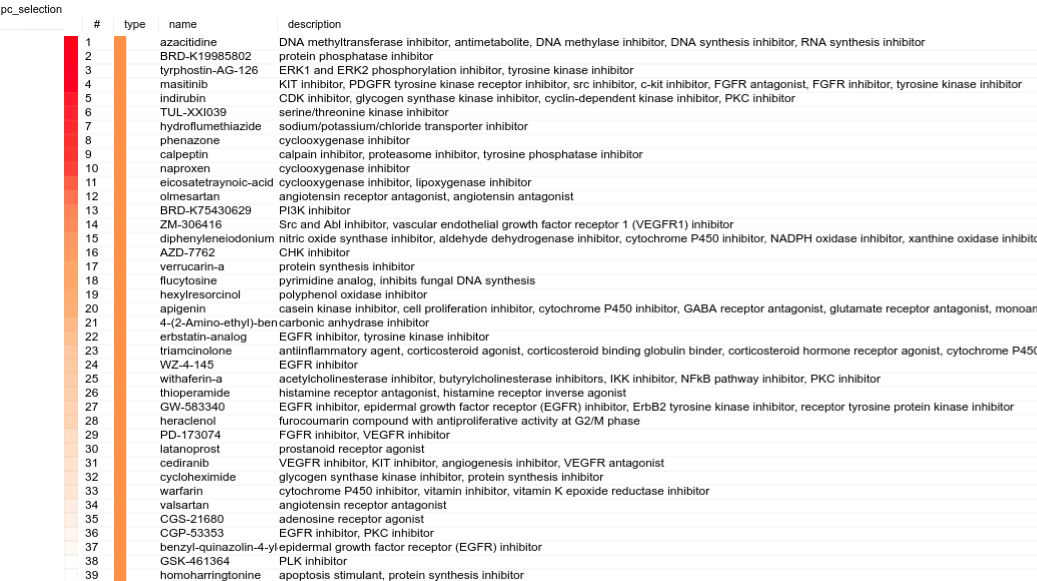 pc_selection
# type name description
1 azacitidine DNA methyltransferase inhibitor, antimetabolite, DNA methylase inhibitor, DNA synthesis inhibitor, RNA synthesis inhibitor
2 BRD-K19985802 protein phosphatase inhibitor
3 tyrphostin-AG-126 ERK1 and ERK2 phosphorylation inhibitor, tyrosine kinase inhibitor
4 masitinib KIT inhibitor, PDGFR tyrosine kinase receptor inhibitor, src inhibitor, c-kit inhibitor, FGFR antagonist, FGFR inhibitor, tyrosine kinase inhibitor
5 indirubin CDK inhibitor, glycogen synthase kinase inhibitor, cyclin-dependent kinase inhibitor, PKC inhibitor
6 TUL-XXI039 serine/threonine kinase inhibitor
7 hydroflumethiazide sodium/potassium/chloride transporter inhibitor
8 phenazone cyclooxygenase inhibitor
9 calpeptin calpain inhibitor, proteasome inhibitor, tyrosine phosphatase inhibitor
10 naproxen cyclooxygenase inhibitor
11 eicosatetraynoic-acid cyclooxygenase inhibitor, lipoxygenase inhibitor
12 olmesartan angiotensin receptor antagonist, angiotensin antagonist
13 BRD-K75430629 PI3K inhibitor
14 ZM-306416 Src and Abl inhibitor, vascular endothelial growth factor receptor 1 (VEGFR1) inhibitor
15 diphenyleneiodonium nitric oxide synthase inhibitor, aldehyde dehydrogenase inhibitor, cytochrome P450 inhibitor, NADPH oxidase inhibitor, xanthine oxidase inhibito
16 AZD-7762 CHK inhibitor
17 verrucarin-a protein synthesis inhibitor
18 flucytosine pyrimidine analog, inhibits fungal DNA synthesis
19 hexylresorcinol polyphenol oxidase inhibitor
20 apigenin casein kinase inhibitor, cell proliferation inhibitor, cytochrome P450 inhibitor, GABA receptor antagonist, glutamate receptor antagonist, monoam
21 4-(2-Amino-ethyl)-ben carbonic anhydrase inhibitor
22 erbstatin-analog EGFR inhibitor, tyrosine kinase inhibitor
23 triamcinolone antiinflammatory agent, corticosteroid agonist, corticosteroid binding globulin binder, corticosteroid hormone receptor agonist, cytochrome P450
24 WZ-4-145 EGFR inhibitor
25 withaferin-a acetylcholinesterase inhibitor, butyrylcholinesterase inhibitors, IKK inhibitor, NFkB pathway inhibitor, PKC inhibitor
26 thioperamide histamine receptor antagonist, histamine receptor inverse agonist
27 GW-583340 EGFR inhibitor, epidermal growth factor receptor (EGFR) inhibitor, ErbB2 tyrosine kinase inhibitor, receptor tyrosine protein kinase inhibitor
28 heraclenol furocoumarin compound with antiproliferative activity at G2/M phase
29 PD-173074 FGFR inhibitor, VEGFR inhibitor
30 latanoprost prostanoid receptor agonist
31 cediranib VEGFR inhibitor, KIT inhibitor, angiogenesis inhibitor, VEGFR antagonist
32 cycloheximide glycogen synthase kinase inhibitor, protein synthesis inhibitor
33 warfarin cytochrome P450 inhibitor, vitamin inhibitor, vitamin K epoxide reductase inhibitor
34 valsartan angiotensin receptor antagonist
35 CGS-21680 adenosine receptor agonist
36 CGP-53353 EGFR inhibitor, PKC inhibitor
37 benzyl-quinazolin-4-yl epidermal growth factor receptor (EGFR) inhibitor
38 GSK-461364 PLK inhibitor
39 homoharringtonine apoptosis stimulant, protein synthesis inhibitor